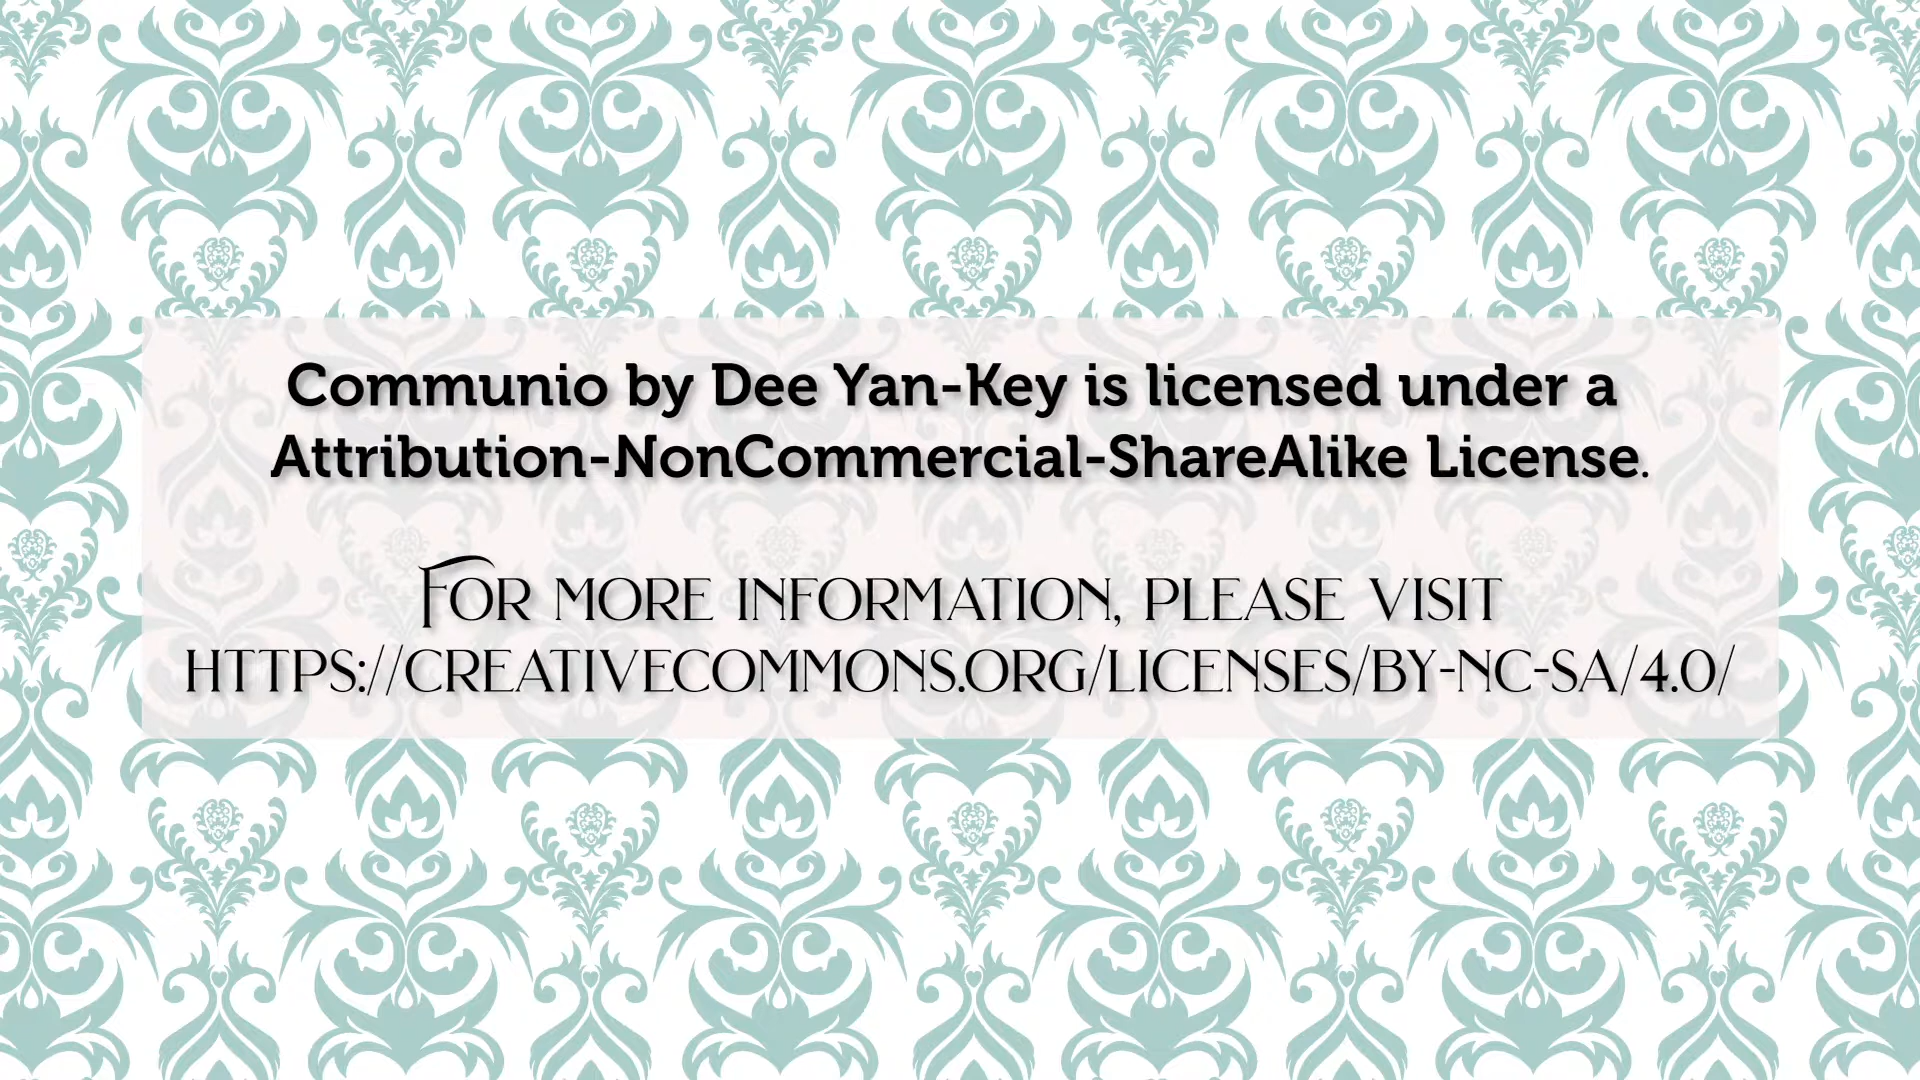 Communio by Dee Yan-Key is licensed under a
Attribution-NonCommercial-ShareAlike License.
For more information, please visit
https://creativecommons.org/licenses/by-nc-sa/4.0/